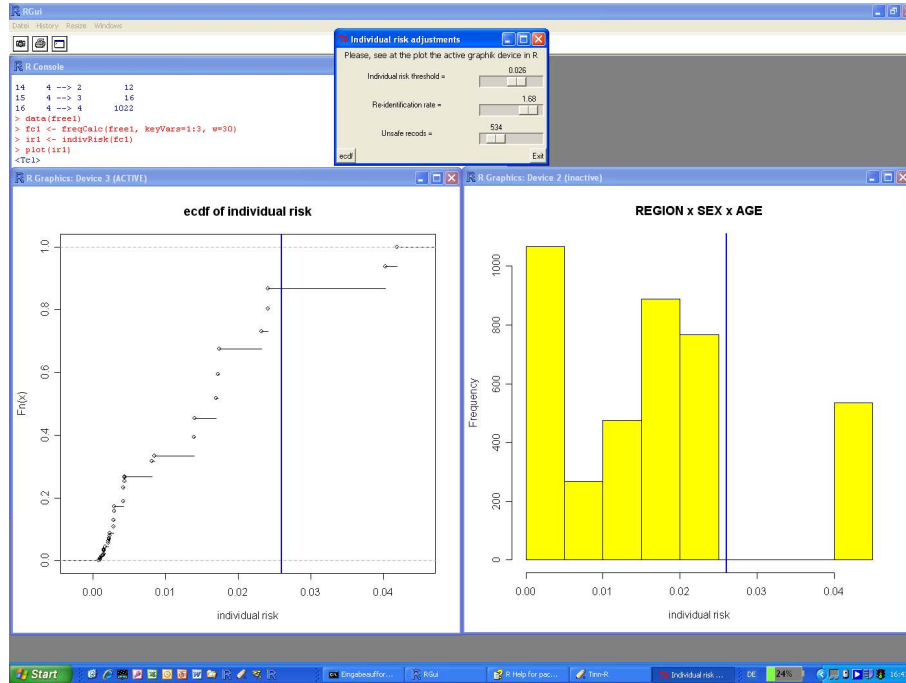 RGui
Datei History Resize Windows
Individual risk adjustments
Please, see at the plot the active graphik device in R
Individual risk threshold =
0.026
Re-identification rate =
1.68
Unsafe recods =
534
ecdf
Exit
R Console
14 4 --> 2 12
15 4 --> 3 16
16 4 --> 4 1022
> data(free1)
> fc1 <- freqCalc(free1, keyVars=1:3, w=30)
> ir1 <- indivRisk(fc1)
> plot(ir1)
<Tcl>
R Graphics: Device 3 (ACTIVE)
ecdf of individual risk
Fn(x)
1.0
0.8
0.6
0.4
0.2
0.0
0.00 0.01 0.02 0.03 0.04
individual risk
R Graphics: Device 2 (inactive)
REGION x SEX x AGE
Frequency
1000
800
600
400
200
0
0.00 0.01 0.02 0.03 0.04
individual risk
Start
Eingabeauffor...
RGui
R Help for pac...
Tinn-R
Individual risk ...
DE
24%